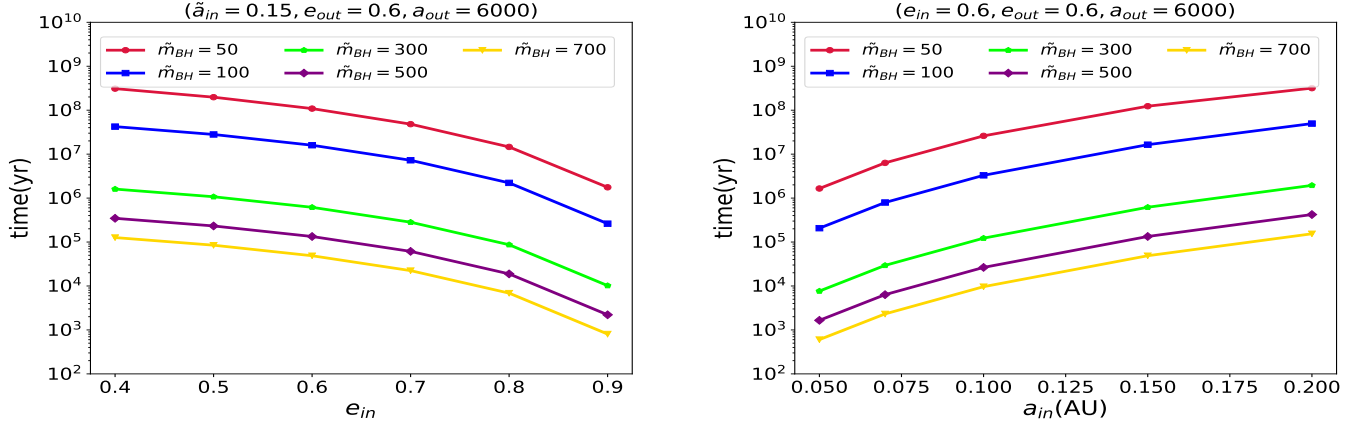 (ã_in = 0.15, e_out = 0.6, a_out = 6000)
10^10
10^9
10^8
10^7
10^6
10^5
10^4
10^3
10^2
time(yr)
m̃_BH = 50
m̃_BH = 100
m̃_BH = 300
m̃_BH = 500
m̃_BH = 700
0.4 0.5 0.6 0.7 0.8 0.9
e_in
(e_in = 0.6, e_out = 0.6, a_out = 6000)
10^10
10^9
10^8
10^7
10^6
10^5
10^4
10^3
10^2
time(yr)
m̃_BH = 50
m̃_BH = 100
m̃_BH = 300
m̃_BH = 500
m̃_BH = 700
0.050 0.075 0.100 0.125 0.150 0.175 0.200
a_in(AU)